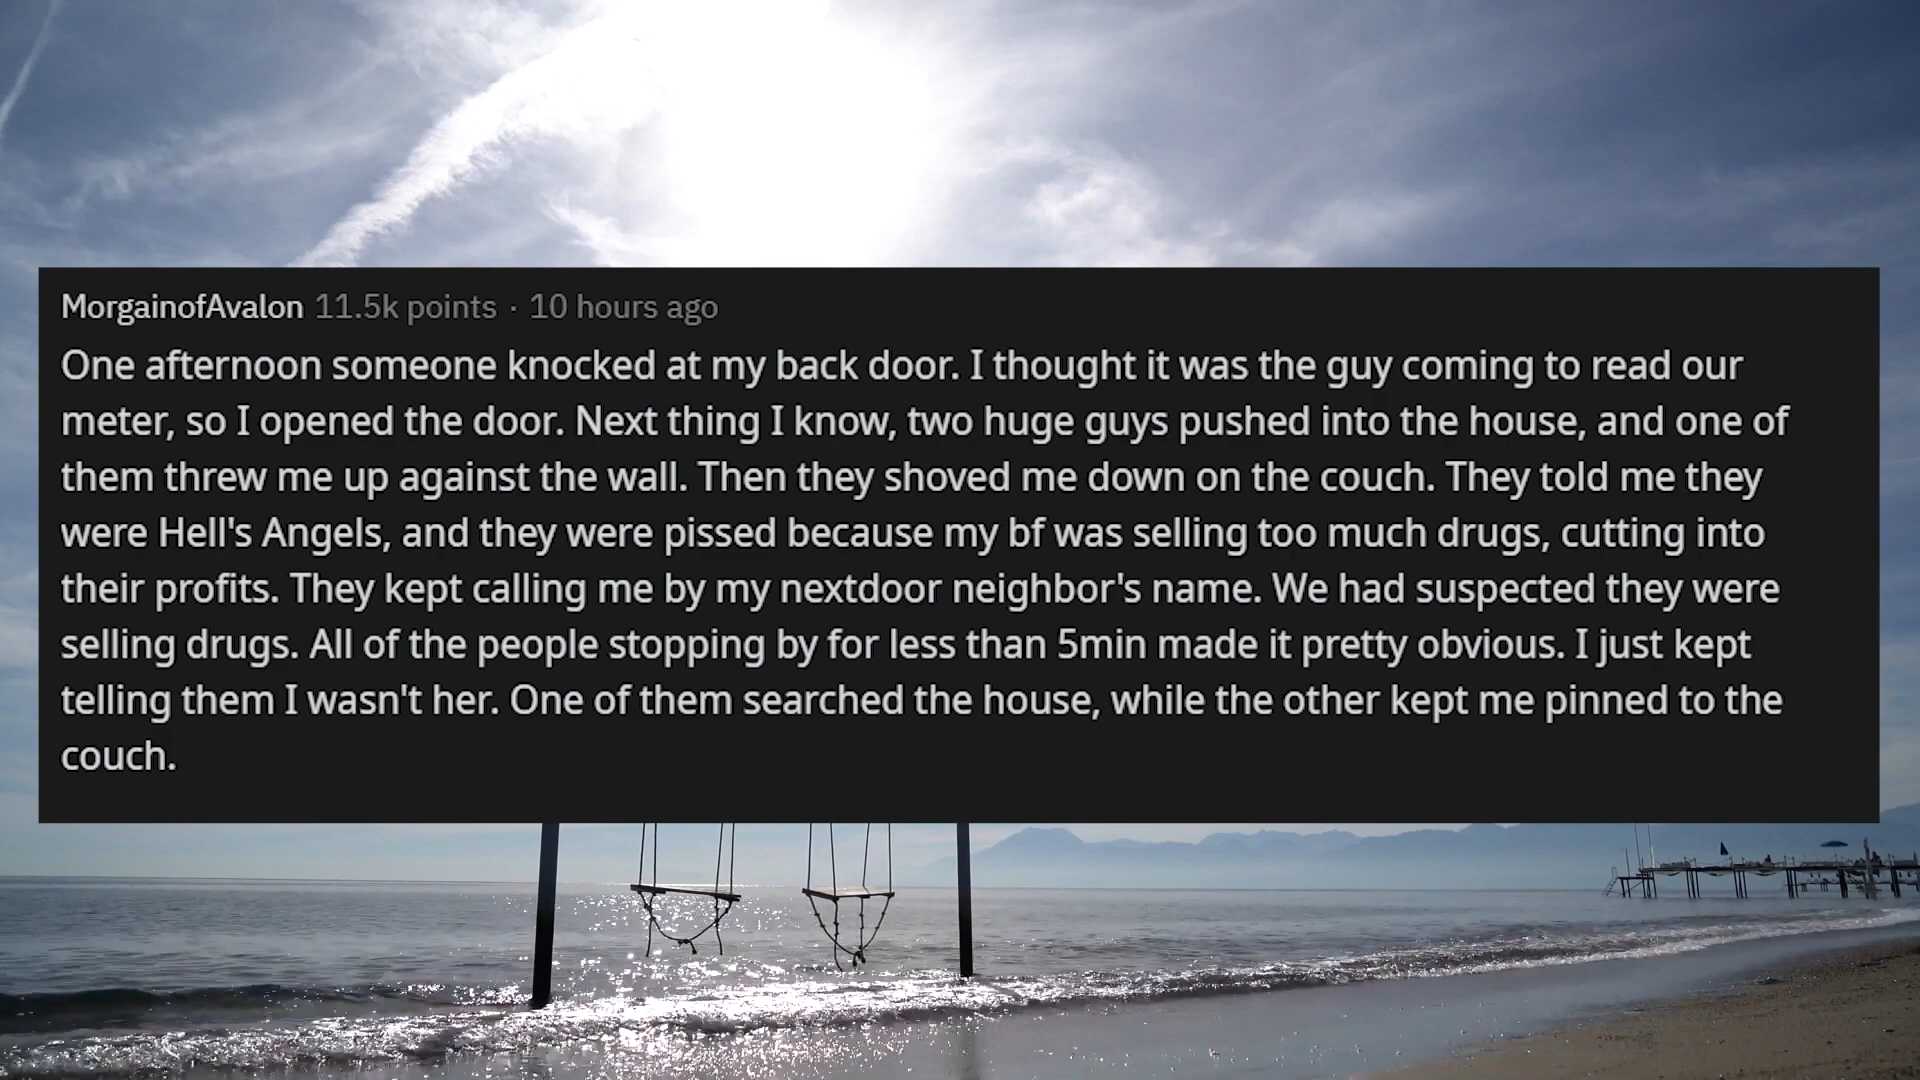 MorgainofAvalon 11.5k points · 10 hours ago
One afternoon someone knocked at my back door. I thought it was the guy coming to read our
meter, so I opened the door. Next thing I know, two huge guys pushed into the house, and one of
them threw me up against the wall. Then they shoved me down on the couch. They told me they
were Hell's Angels, and they were pissed because my bf was selling too much drugs, cutting into
their profits. They kept calling me by my nextdoor neighbor's name. We had suspected they were
selling drugs. All of the people stopping by for less than 5min made it pretty obvious. I just kept
telling them I wasn't her. One of them searched the house, while the other kept me pinned to the
couch.